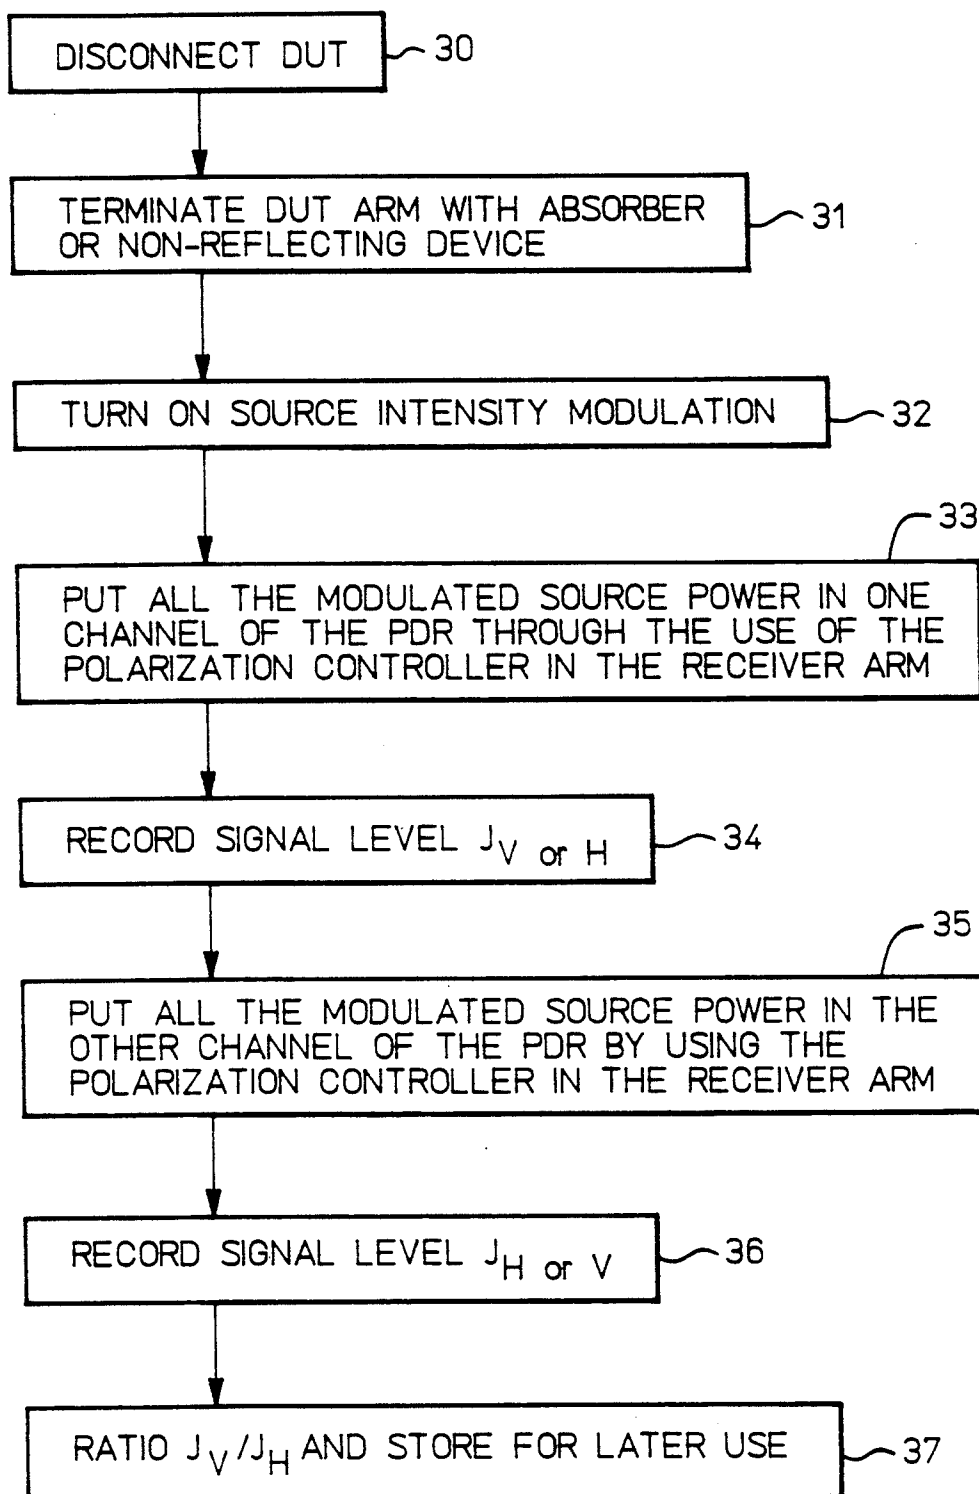 DISCONNECT DUT
30
TERMINATE DUT ARM WITH ABSORBER
OR NON-REFLECTING DEVICE
31
TURN ON SOURCE INTENSITY MODULATION
32
33
PUT ALL THE MODULATED SOURCE POWER IN ONE
CHANNEL OF THE PDR THROUGH THE USE OF THE
POLARIZATION CONTROLLER IN THE RECEIVER ARM
RECORD SIGNAL LEVEL JV or H
34
35
PUT ALL THE MODULATED SOURCE POWER IN THE
OTHER CHANNEL OF THE PDR BY USING THE
POLARIZATION CONTROLLER IN THE RECEIVER ARM
RECORD SIGNAL LEVEL JH or V
36
RATIO JV/JH AND STORE FOR LATER USE
37